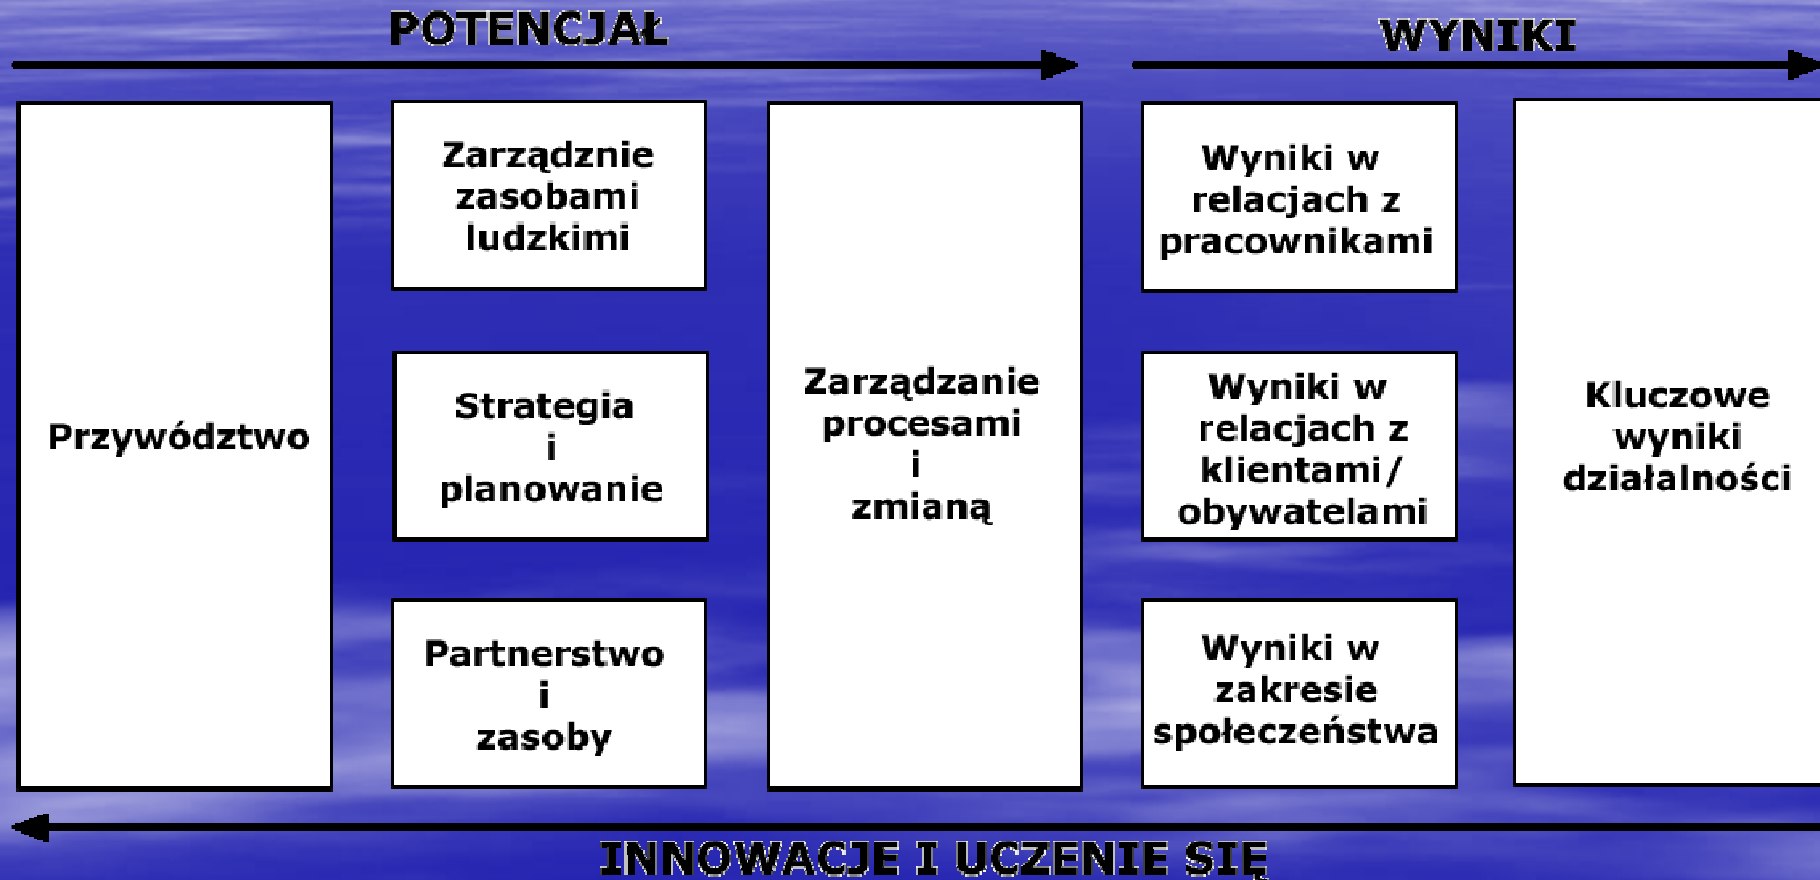 POTENCJAŁ
WYNIKI
Przywództwo
Zarządznie
zasobami
ludzkimi
Strategia
i
planowanie
Partnerstwo
i
zasoby
Zarządzanie
procesami
i
zmianą
Wyniki w
relacjach z
pracownikami
Wyniki w
relacjach z
klientami/
obywatelami
Wyniki w
zakresie
społeczeństwa
Kluczowe
wyniki
działalności
INNOWACJE I UCZENIE SIĘ